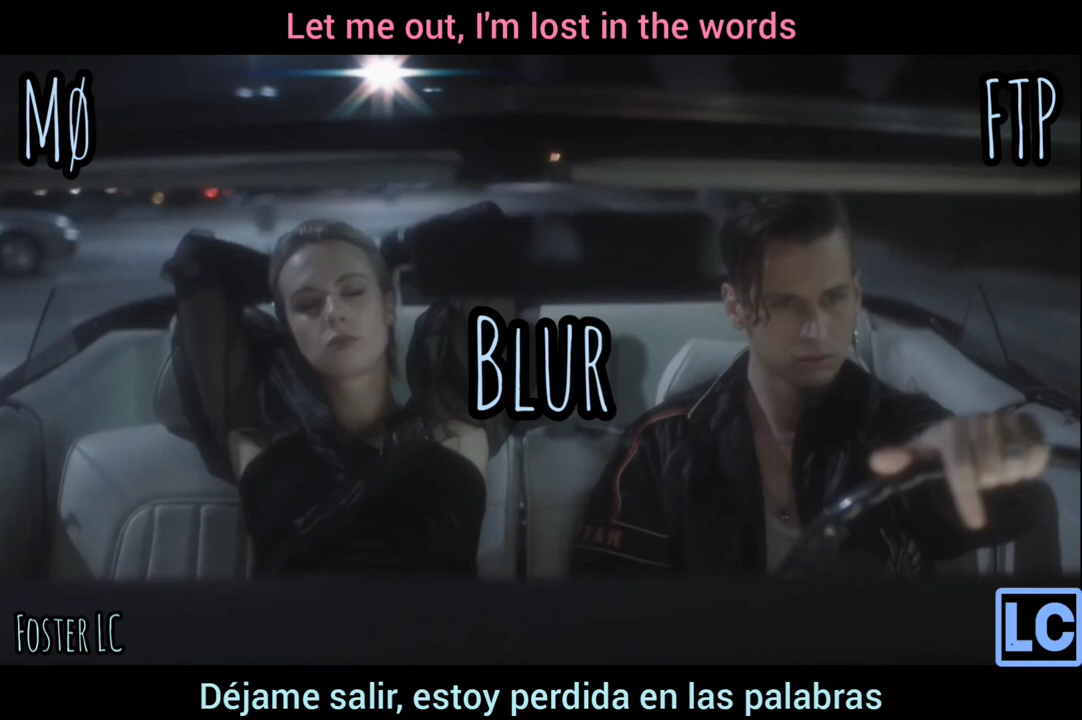 Let me out, I'm lost in the words
MØ
FTP
BLUR
FOSTER LC
LC
Déjame salir, estoy perdida en las palabras